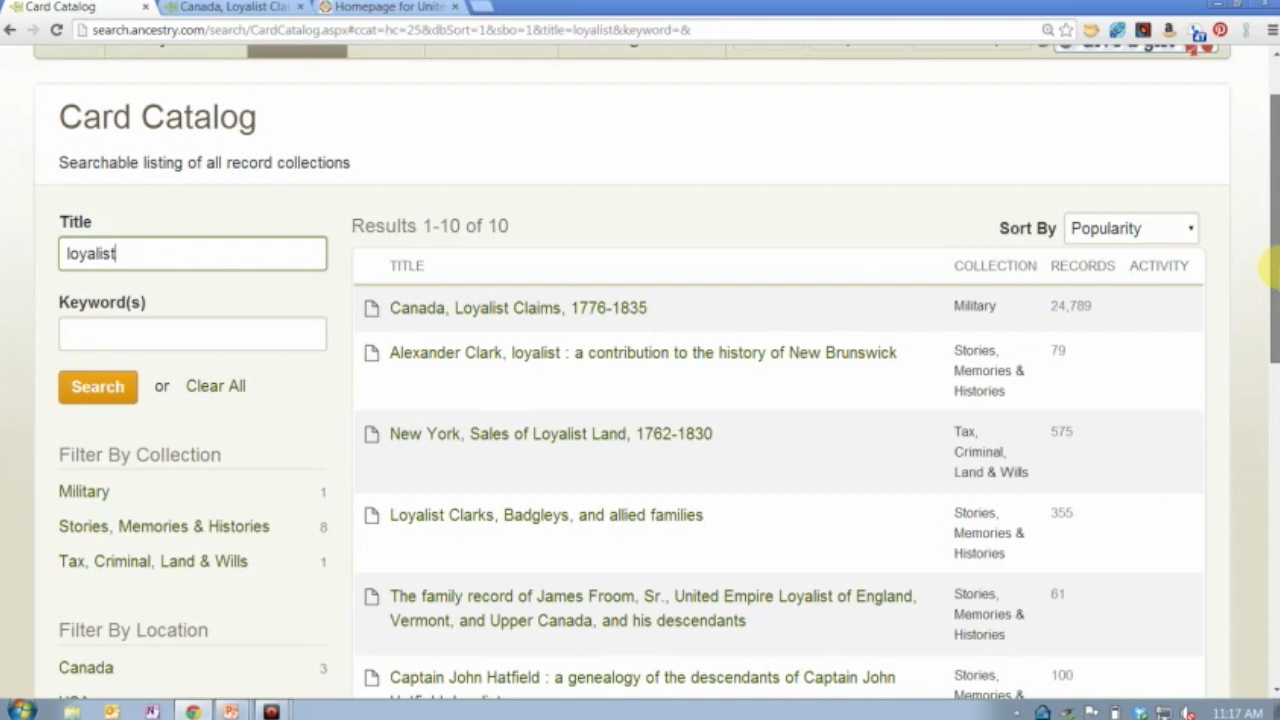 Card Catalog
Canada, Loyalist Clai
Homepage for Unite
search.ancestry.com/search/CardCatalog.aspx#ccat=hc=25&dbSort=1&sbo=1&title=loyalist&keyword=&
Card Catalog
Searchable listing of all record collections
Title
loyalist
Keyword(s)
Search or Clear All
Filter By Collection
Military 1
Stories, Memories & Histories 8
Tax, Criminal, Land & Wills 1
Filter By Location
Canada 3
Results 1-10 of 10
Sort By Popularity
TITLE COLLECTION RECORDS ACTIVITY
Canada, Loyalist Claims, 1776-1835 Military 24,789
Alexander Clark, loyalist : a contribution to the history of New Brunswick Stories, 79
Memories &
Histories
New York, Sales of Loyalist Land, 1762-1830 Tax, 575
Criminal,
Land & Wills
Loyalist Clarks, Badgleys, and allied families Stories, 355
Memories &
Histories
The family record of James Froom, Sr., United Empire Loyalist of England, Stories, 61
Vermont, and Upper Canada, and his descendants Memories &
Histories
Captain John Hatfield : a genealogy of the descendants of Captain John Stories, 100
Memories &
11:17 AM